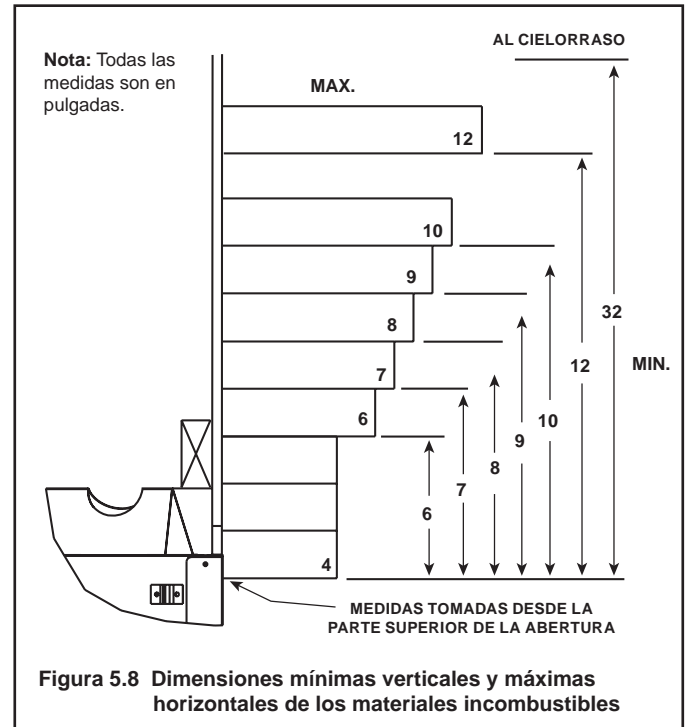 AL CIELORRASO
Nota: Todas las
medidas son en
pulgadas.
MAX.
12
10
9
8
7
6
4
32
12
10
9
8
7
6
MIN.
MEDIDAS TOMADAS DESDE LA
PARTE SUPERIOR DE LA ABERTURA
Figura 5.8 Dimensiones mínimas verticales y máximas
horizontales de los materiales incombustibles